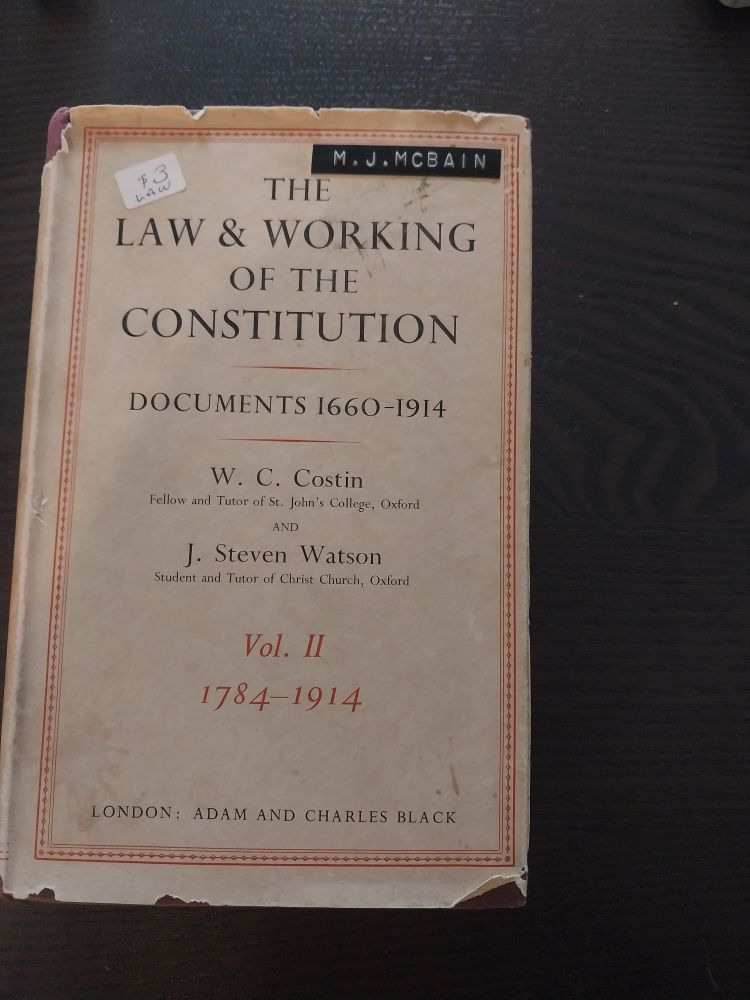 M.J.MCBAIN
$3
LAW
THE
LAW & WORKING
OF THE
CONSTITUTION
DOCUMENTS 1660-1914
W. C. Costin
Fellow and Tutor of St. John's College, Oxford
AND
J. Steven Watson
Student and Tutor of Christ Church, Oxford
Vol. II
1784–1914
LONDON: ADAM AND CHARLES BLACK